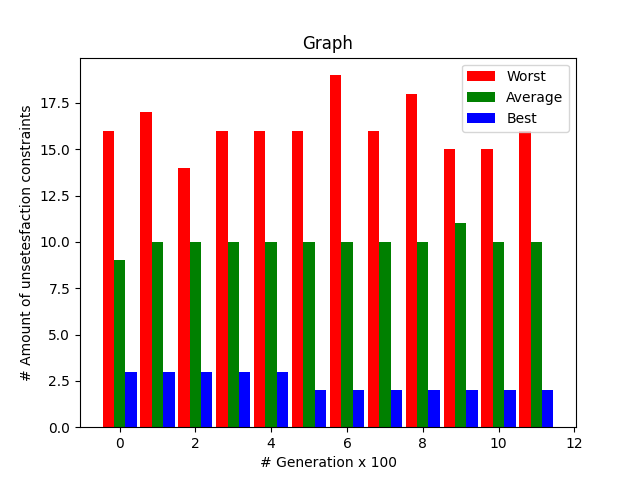 Graph
Worst
Average
Best
17.5
15.0
12.5
10.0
7.5
5.0
2.5
0.0
# Amount of unsetesfaction constraints
0 2 4 6 8 10 12
# Generation x 100